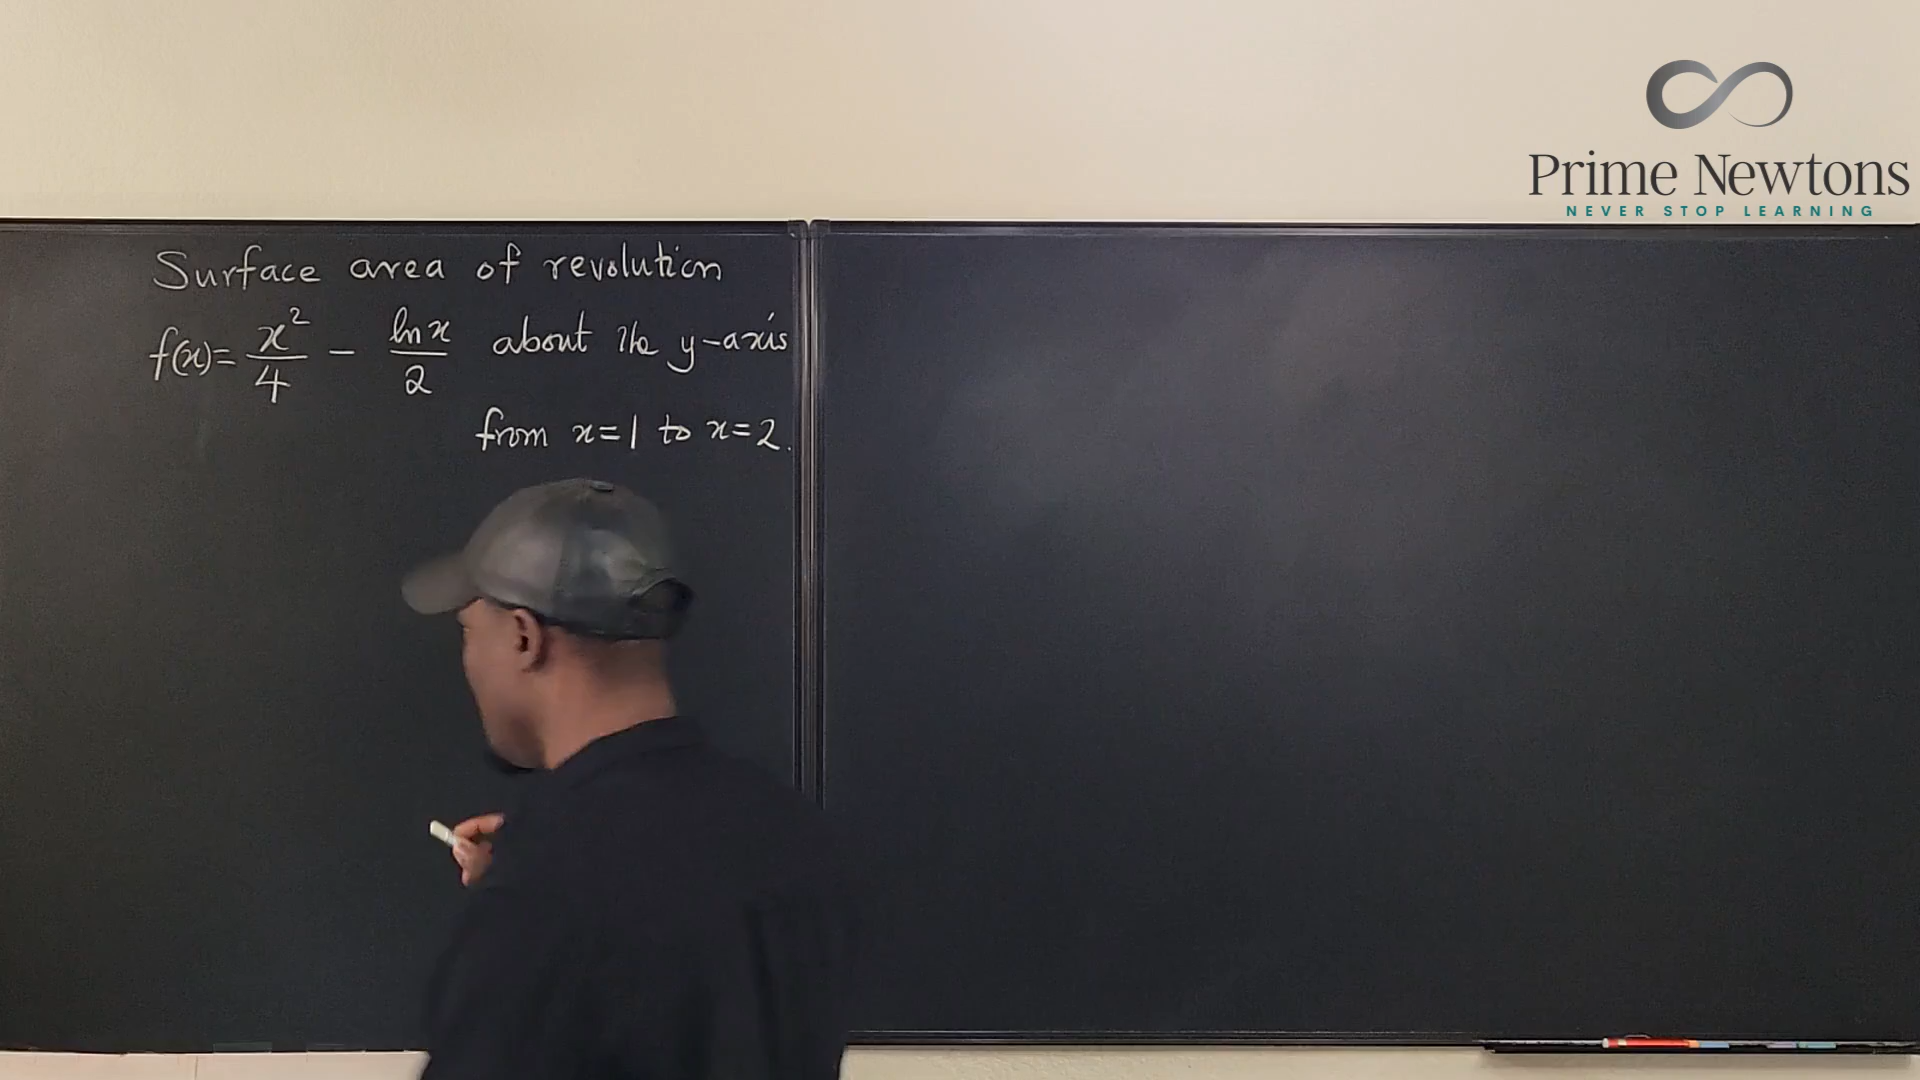 Prime Newtons
NEVER STOP LEARNING
Surface area of revolution
f(x) = x²/4 - ln x/2 about the y-axis
from x=1 to x=2.